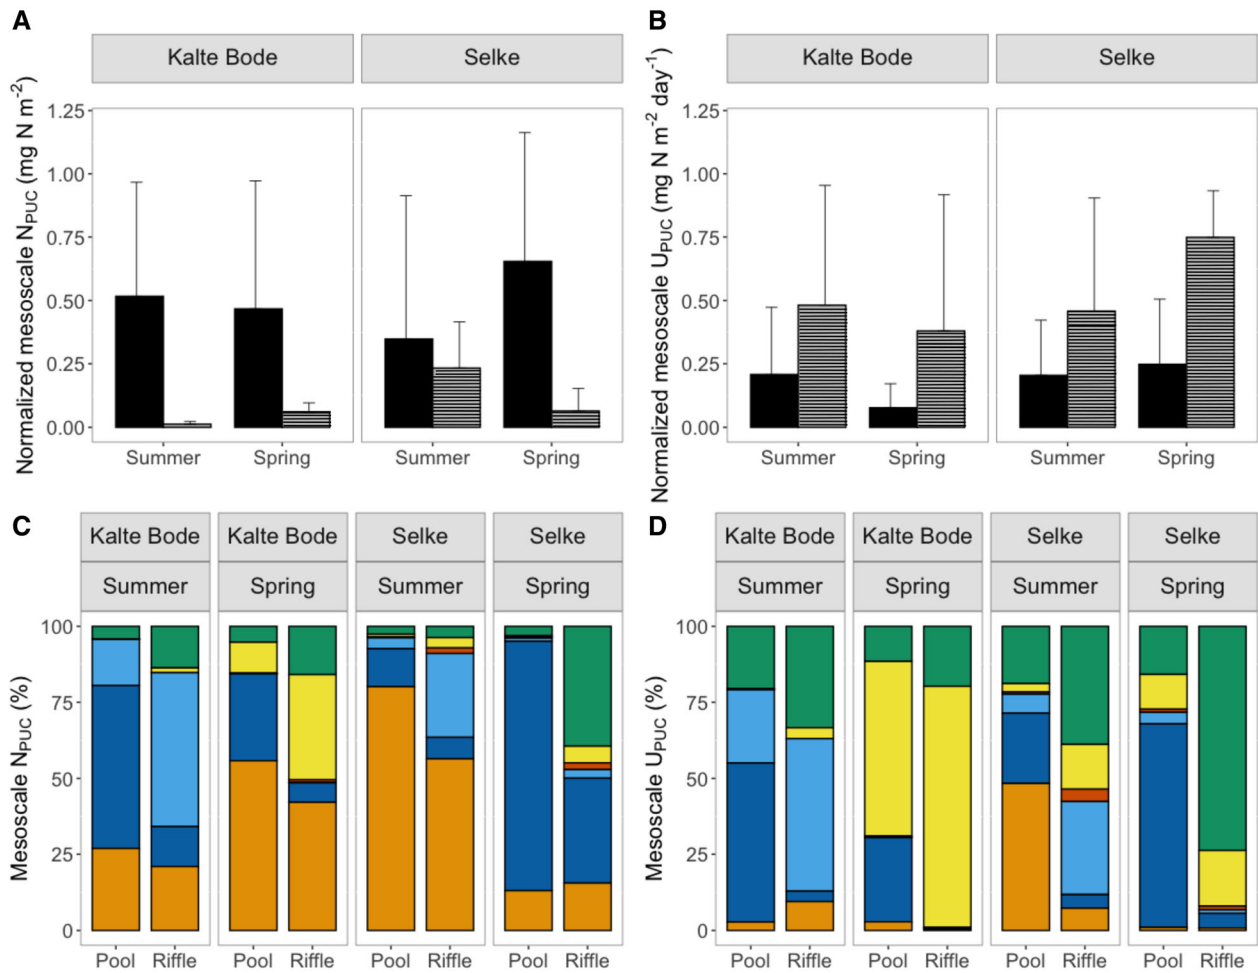 A
B
Kalte Bode Selke
Kalte Bode Selke
Normalized mesoscale N_PUC (mg N m^-2)
1.25
1.00
0.75
0.50
0.25
0.00
Summer Spring Summer Spring
Normalized mesoscale U_PUC (mg N m^-2 day^-1)
1.25
1.00
0.75
0.50
0.25
0.00
Summer Spring Summer Spring
C
D
Kalte Bode Kalte Bode Selke Selke
Summer Spring Summer Spring
Mesoscale N_PUC (%)
100
75
50
25
0
Pool Riffle Pool Riffle Pool Riffle Pool Riffle
Kalte Bode Kalte Bode Selke Selke
Summer Spring Summer Spring
Mesoscale U_PUC (%)
100
75
50
25
0
Pool Riffle Pool Riffle Pool Riffle Pool Riffle